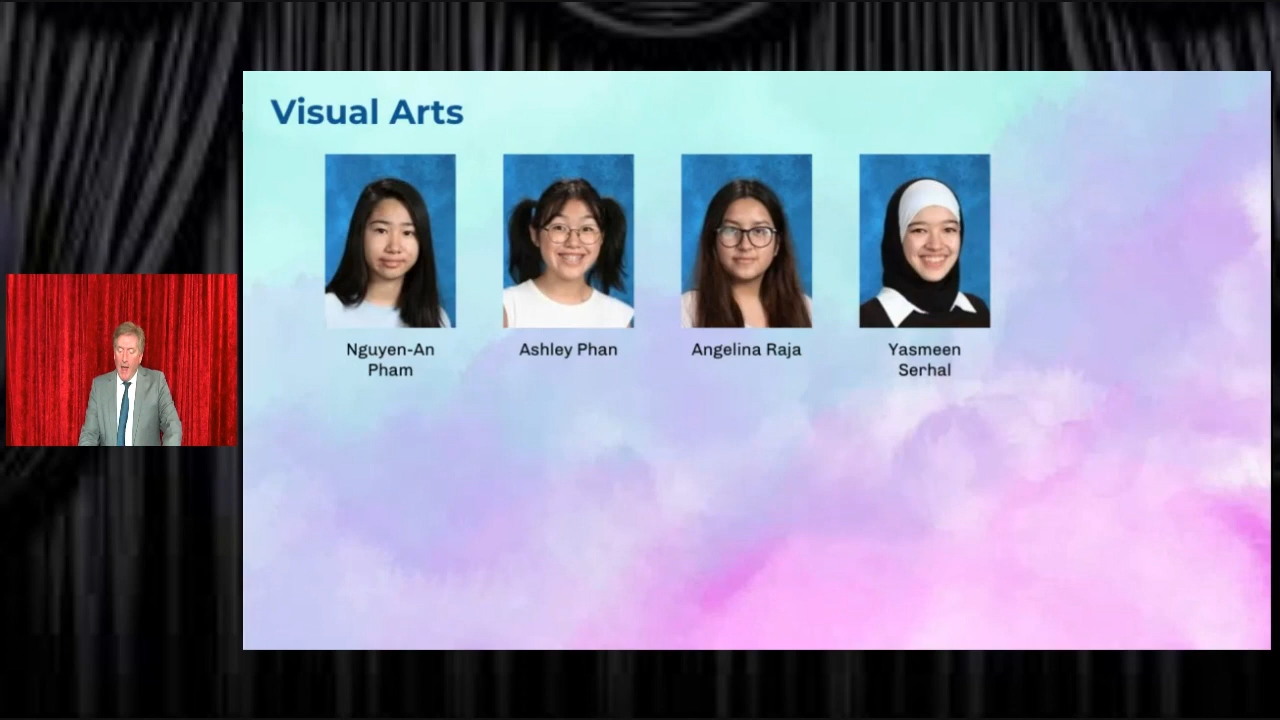 Visual Arts
Nguyen-An
Pham
Ashley Phan
Angelina Raja
Yasmeen
Serhal